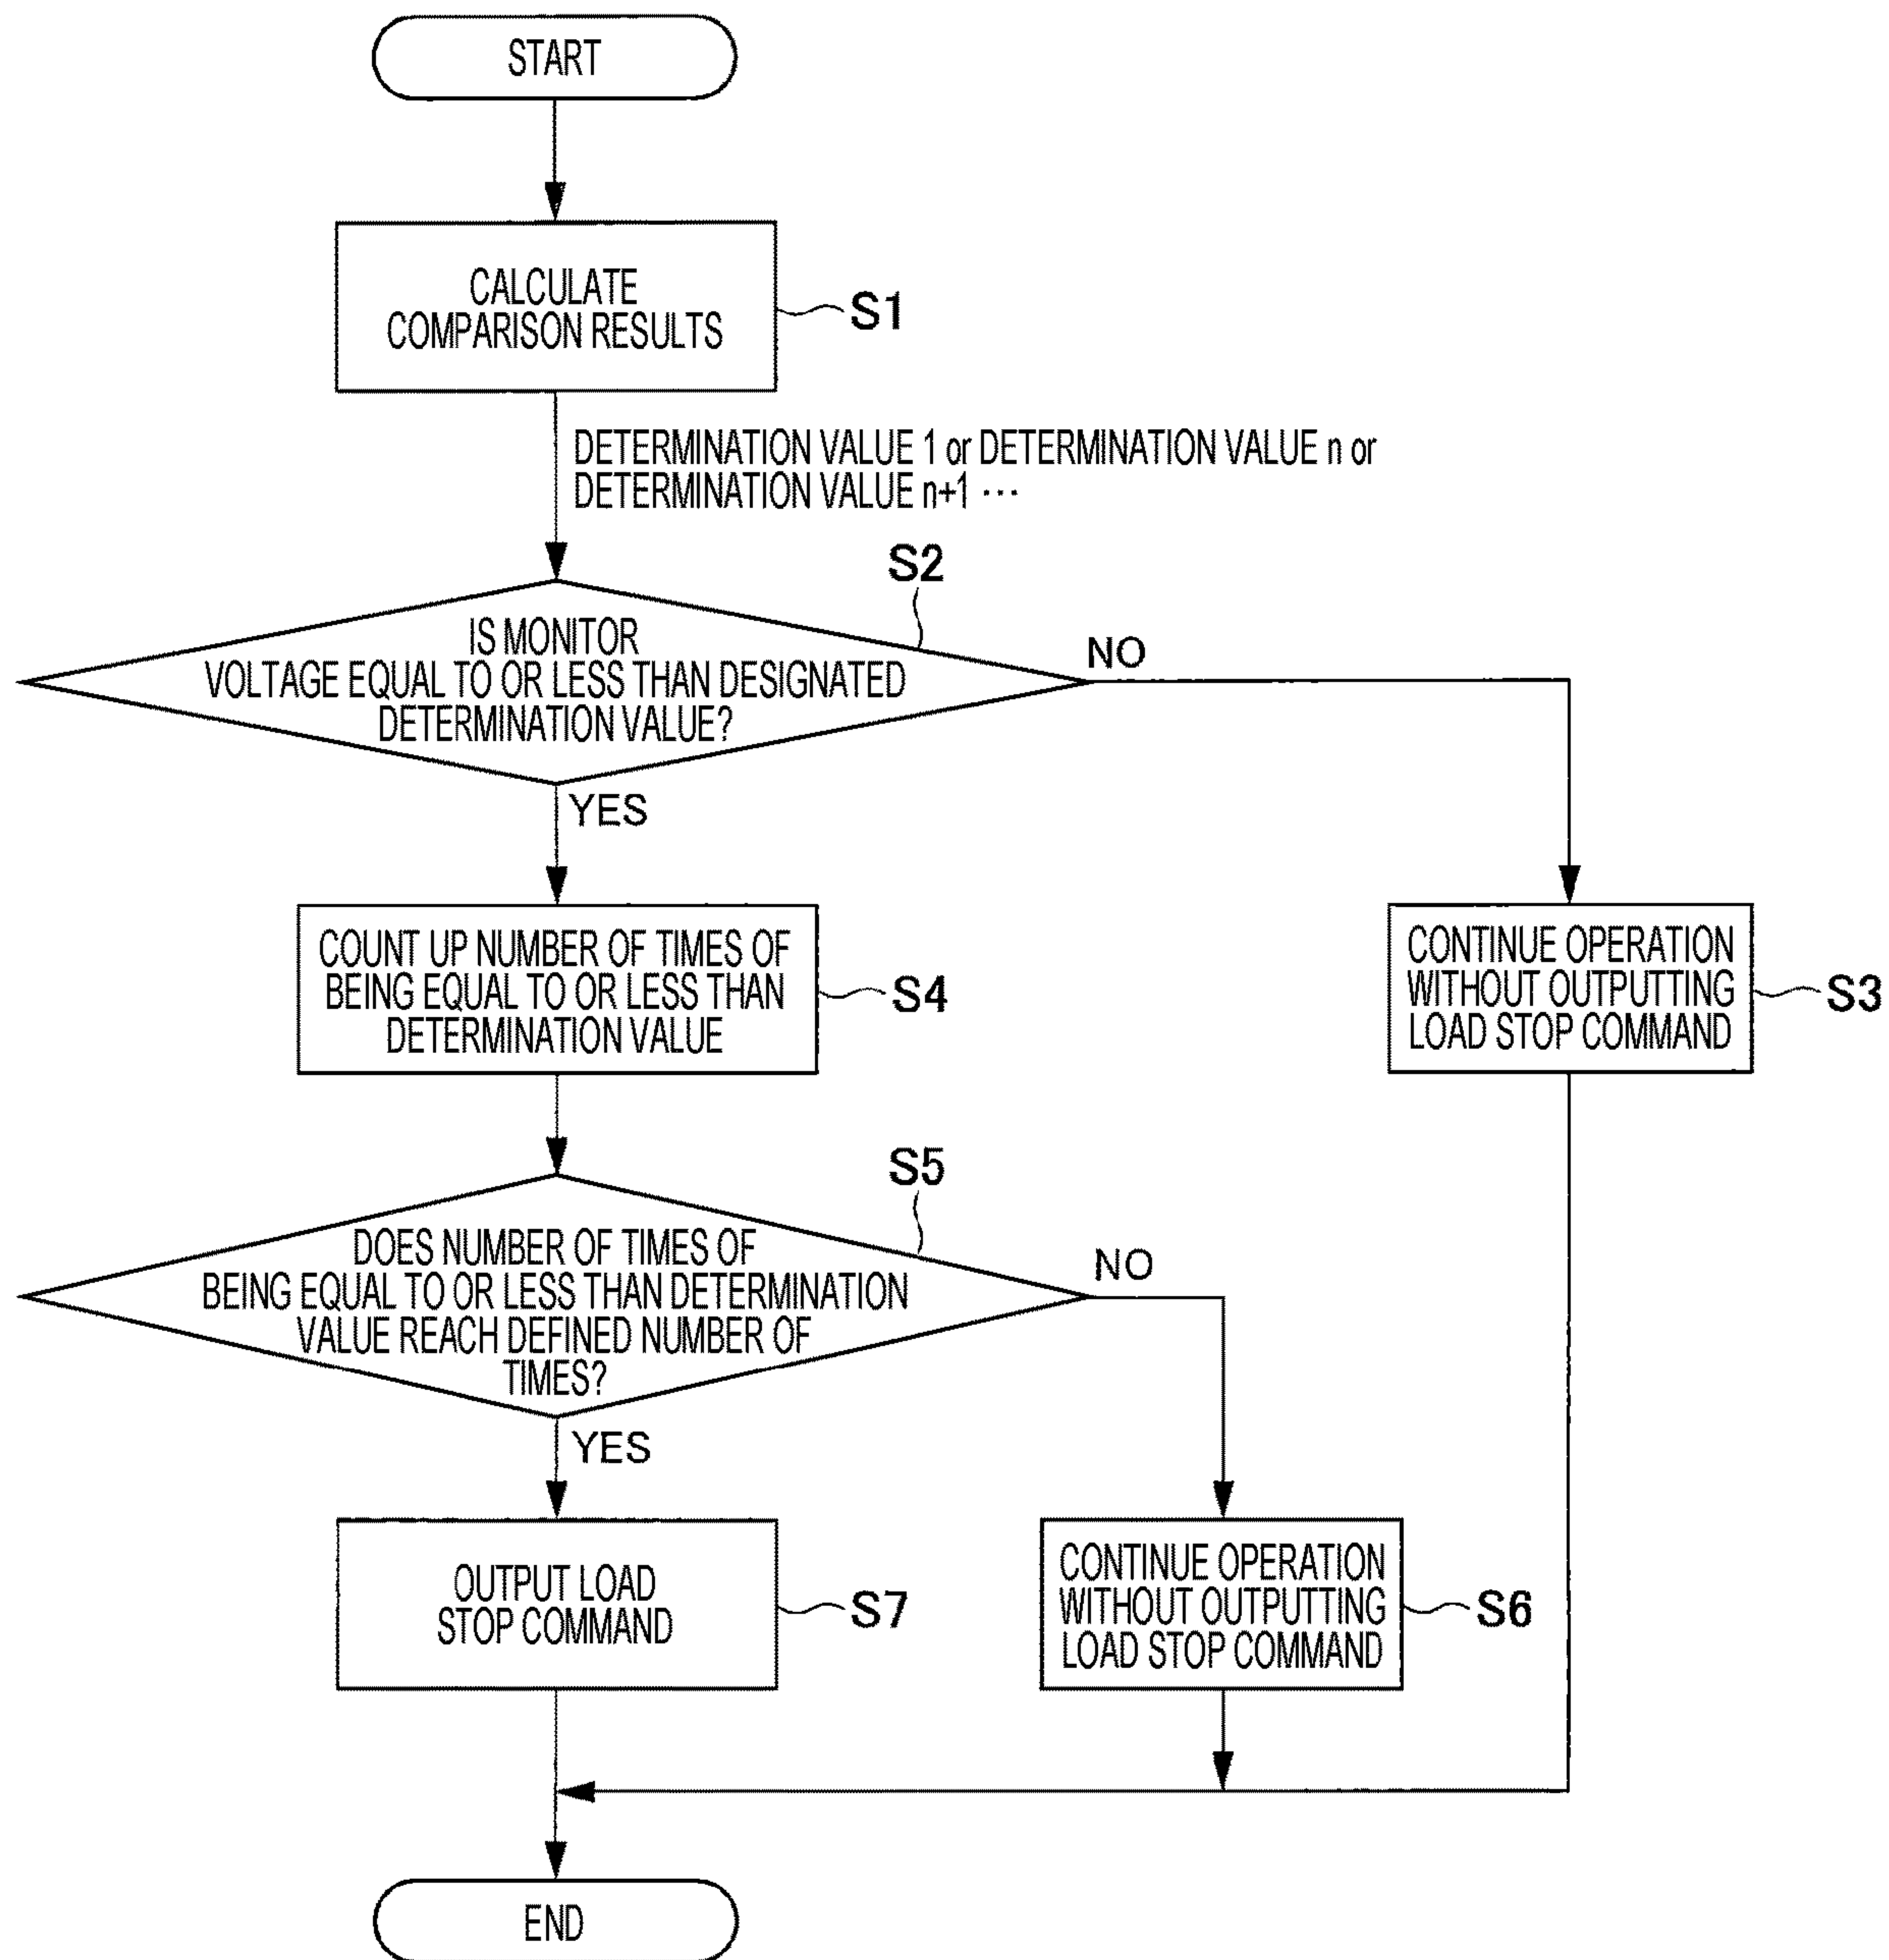 START
CALCULATE
COMPARISON RESULTS
S1
DETERMINATION VALUE 1 or DETERMINATION VALUE n or
DETERMINATION VALUE n+1 ···
S2
IS MONITOR
VOLTAGE EQUAL TO OR LESS THAN DESIGNATED
DETERMINATION VALUE?
NO
YES
COUNT UP NUMBER OF TIMES OF
BEING EQUAL TO OR LESS THAN
DETERMINATION VALUE
S4
CONTINUE OPERATION
WITHOUT OUTPUTTING
LOAD STOP COMMAND
S3
S5
DOES NUMBER OF TIMES OF
BEING EQUAL TO OR LESS THAN DETERMINATION
VALUE REACH DEFINED NUMBER OF
TIMES?
NO
YES
OUTPUT LOAD
STOP COMMAND
S7
CONTINUE OPERATION
WITHOUT OUTPUTTING
LOAD STOP COMMAND
S6
END